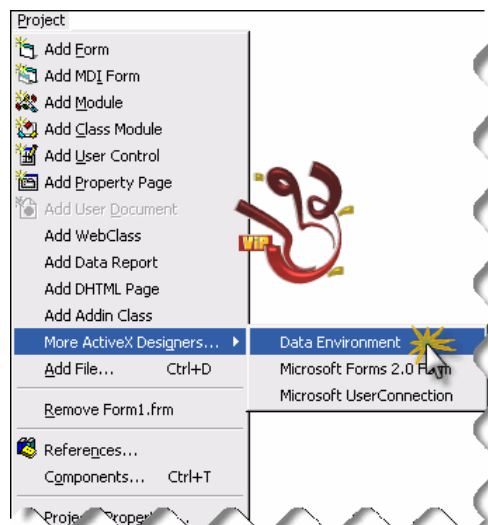 Project
Add Form
Add MDI Form
Add Module
Add Class Module
Add User Control
Add Property Page
Add User Document
Add WebClass
Add Data Report
Add DHTML Page
Add Addin Class
More ActiveX Designers...
Data Environment
Add File... Ctrl+D
Microsoft Forms 2.0 Form
Microsoft UserConnection
Remove Form1.frm
References...
Components... Ctrl+T
ViP